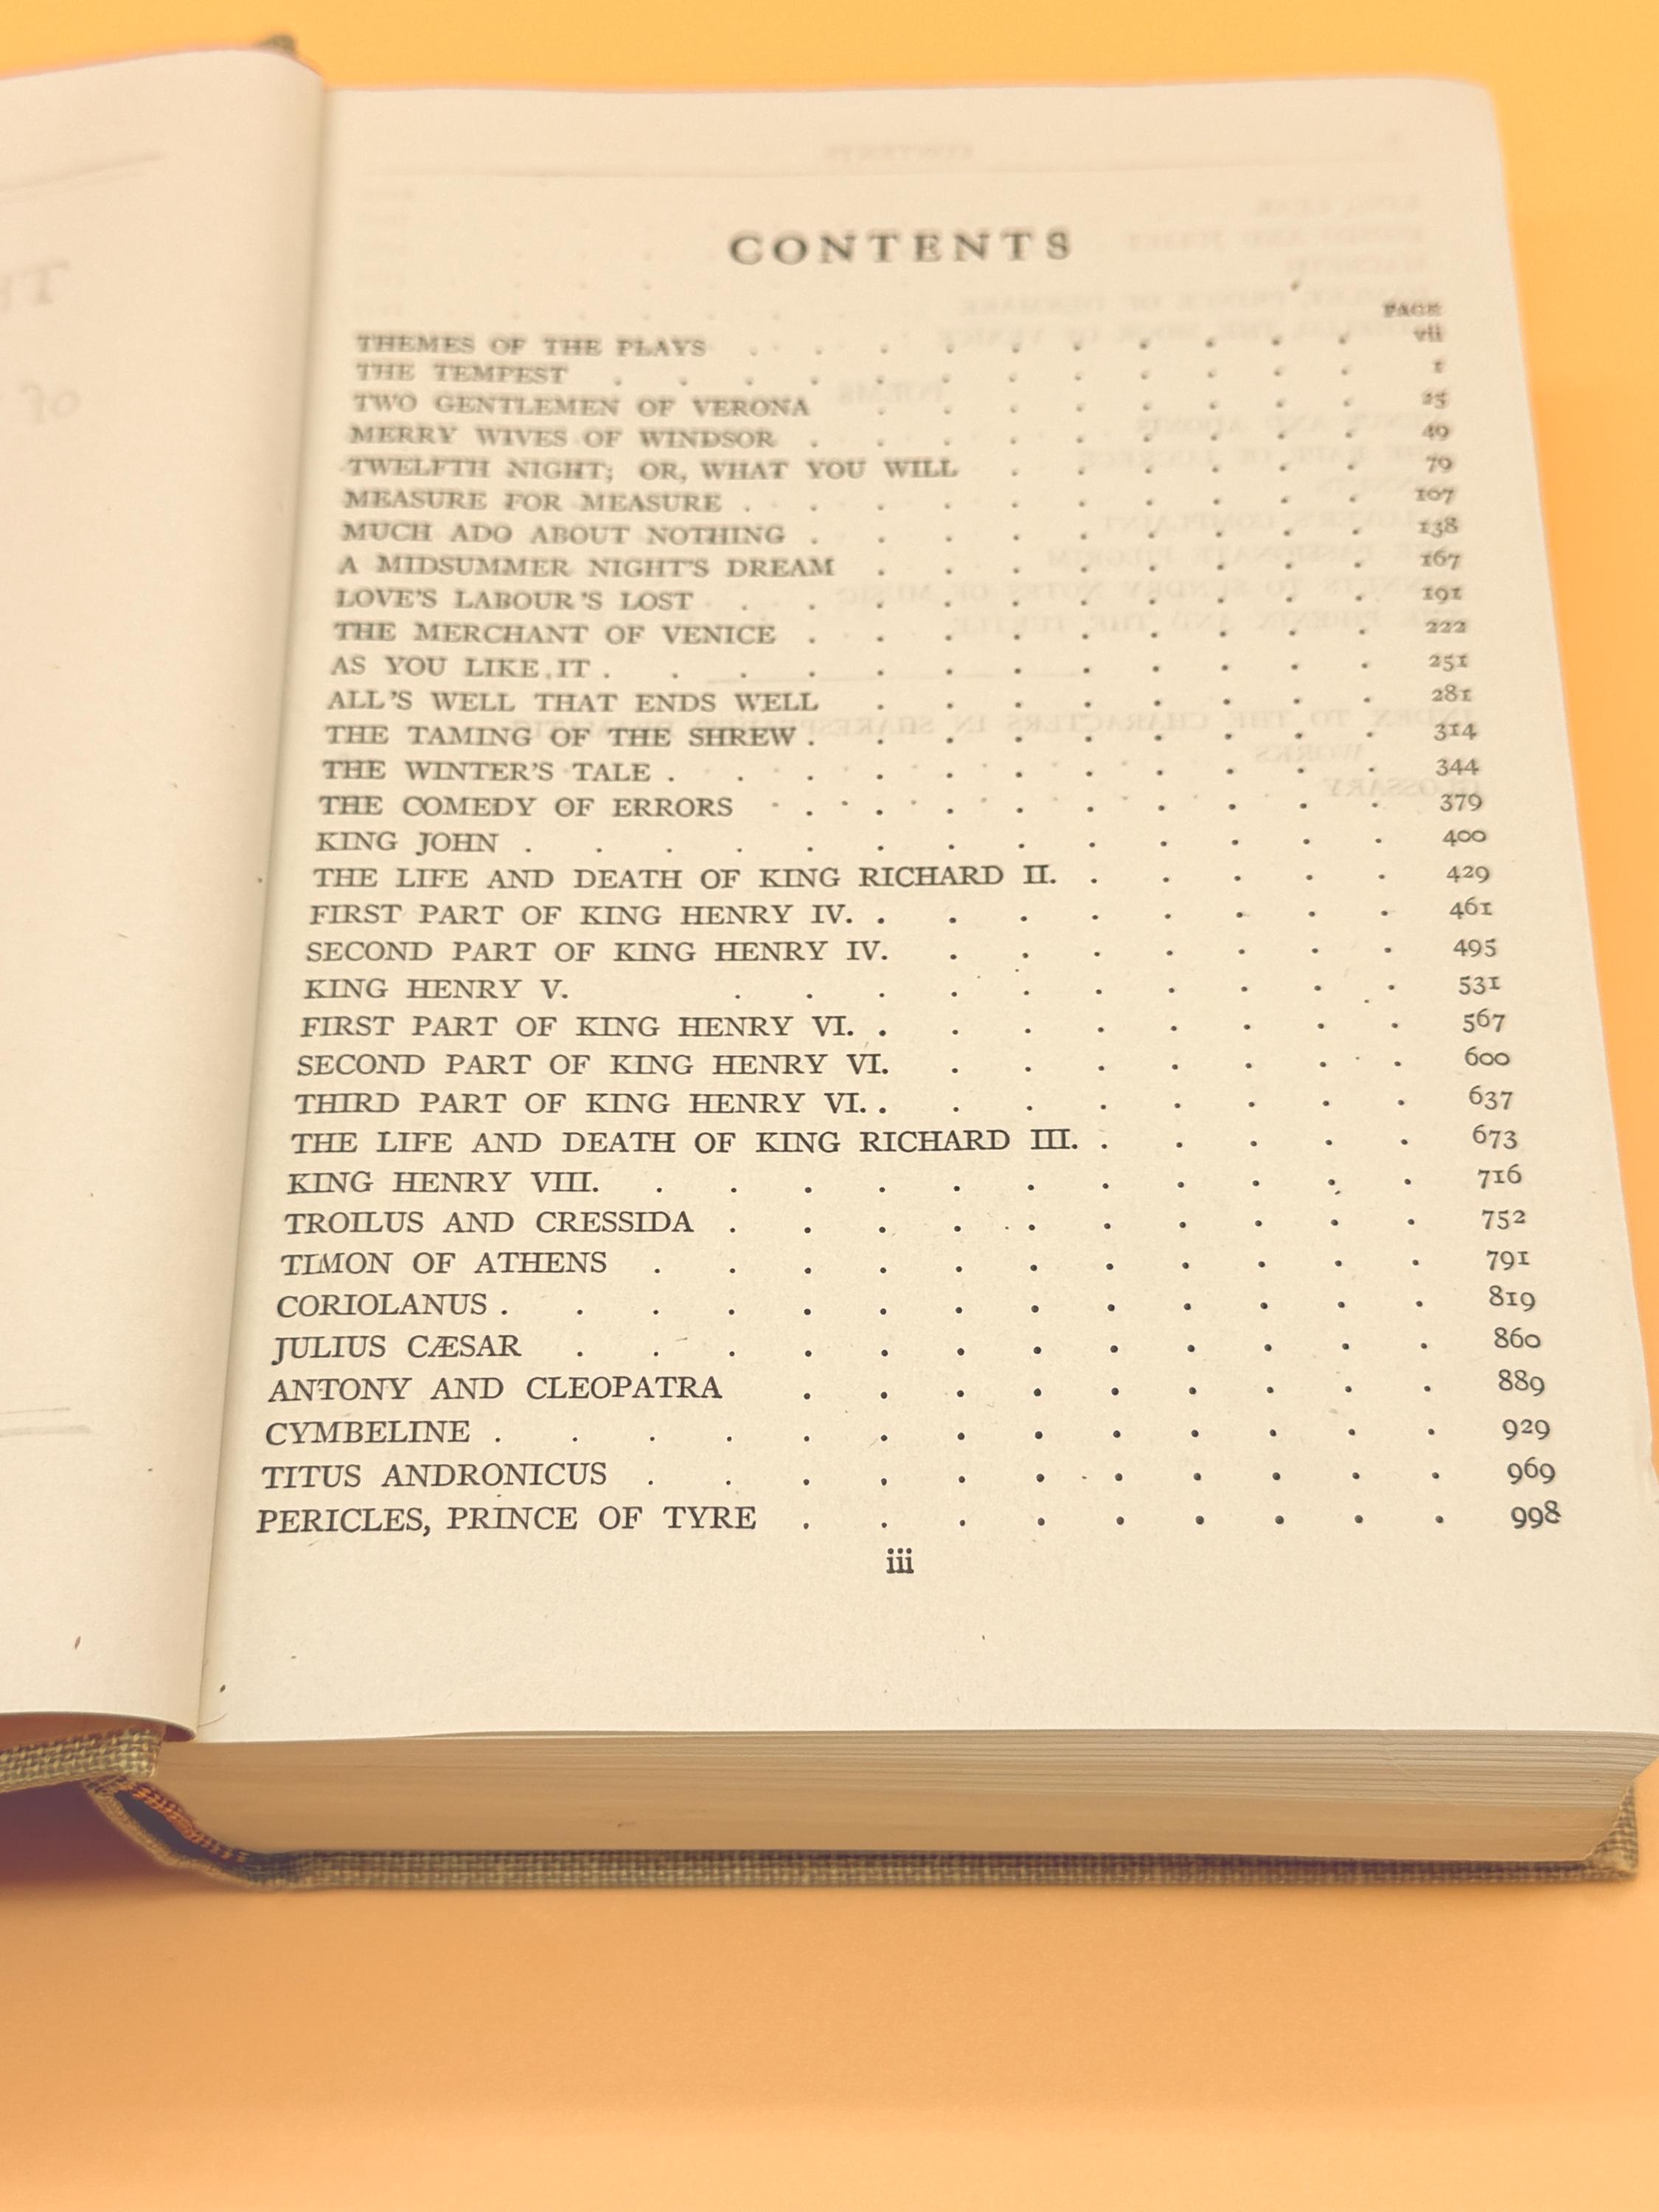 CONTENTS
PAGE
THEMES OF THE PLAYS . . . . . . . . . . vii
THE TEMPEST . . . . . . . . . . . . 1
TWO GENTLEMEN OF VERONA . . . . . . . . 25
MERRY WIVES OF WINDSOR . . . . . . . . . 49
TWELFTH NIGHT; OR, WHAT YOU WILL . . . . . . 79
MEASURE FOR MEASURE . . . . . . . . . . 107
MUCH ADO ABOUT NOTHING . . . . . . . . . 138
A MIDSUMMER NIGHT'S DREAM . . . . . . . . 167
LOVE'S LABOUR'S LOST . . . . . . . . . . 191
THE MERCHANT OF VENICE . . . . . . . . . 222
AS YOU LIKE IT . . . . . . . . . . . . 251
ALL'S WELL THAT ENDS WELL . . . . . . . . 281
THE TAMING OF THE SHREW . . . . . . . . . 314
THE WINTER'S TALE . . . . . . . . . . . 344
THE COMEDY OF ERRORS . . . . . . . . . 379
KING JOHN . . . . . . . . . . . . . 400
THE LIFE AND DEATH OF KING RICHARD II. . . . . . 429
FIRST PART OF KING HENRY IV. . . . . . . . . 461
SECOND PART OF KING HENRY IV. . . . . . . . 495
KING HENRY V. . . . . . . . . . . 531
FIRST PART OF KING HENRY VI. . . . . . . . . 567
SECOND PART OF KING HENRY VI. . . . . . . . 600
THIRD PART OF KING HENRY VI. . . . . . . . . 637
THE LIFE AND DEATH OF KING RICHARD III. . . . . . 673
KING HENRY VIII. . . . . . . . . . . . 716
TROILUS AND CRESSIDA . . . . . . . . . . 752
TIMON OF ATHENS . . . . . . . . . . . 791
CORIOLANUS . . . . . . . . . . . . . 819
JULIUS CÆSAR . . . . . . . . . . . . 860
ANTONY AND CLEOPATRA . . . . . . . . . 889
CYMBELINE . . . . . . . . . . . . . 929
TITUS ANDRONICUS . . . . . . . . . . . 969
PERICLES, PRINCE OF TYRE . . . . . . . . . 998
iii